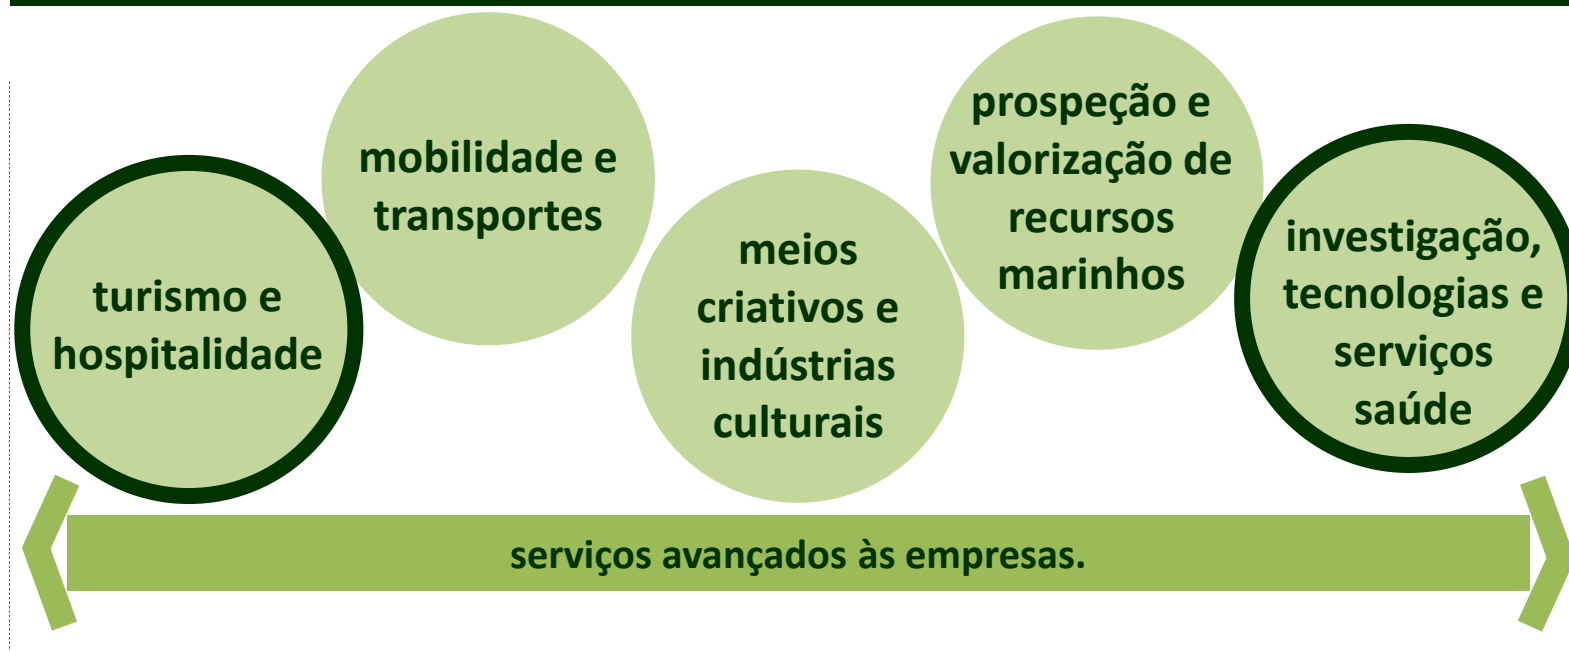 turismo e
hospitalidade
mobilidade e
transportes
meios
criativos e
indústrias
culturais
prospeção e
valorização de
recursos
marinhos
investigação,
tecnologias e
serviços
saúde
serviços avançados às empresas.